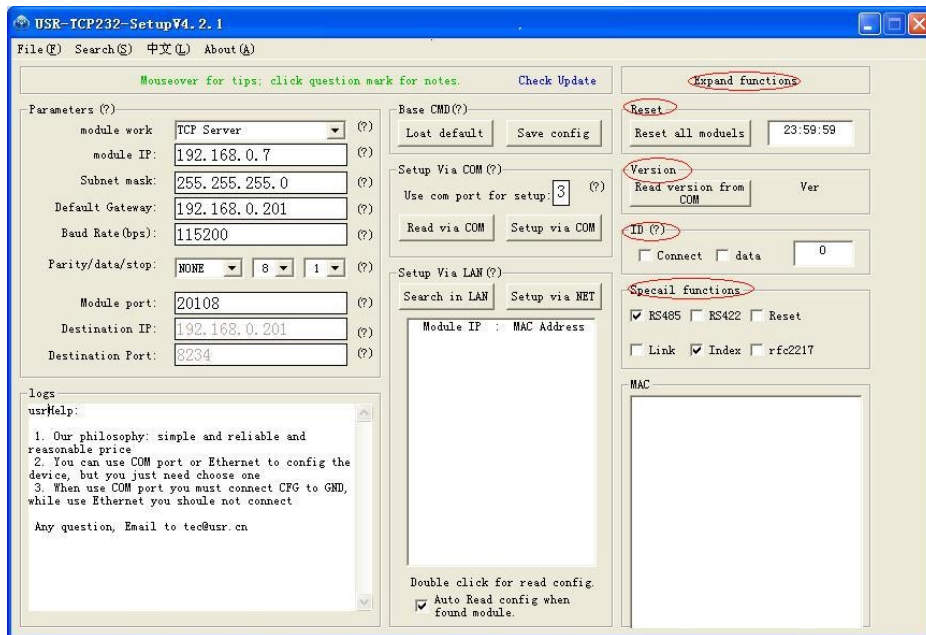 USR-TCP232-SetupV4.2.1
File(F) Search(S) 中文(L) About(A)
Mouseover for tips; click question mark for notes. Check Update
Parameters (?)
module work TCP Server (?)
module IP: 192.168.0.7 (?)
Subnet mask: 255.255.255.0 (?)
Default Gateway: 192.168.0.201 (?)
Baud Rate(bps): 115200 (?)
Parity/data/stop: NONE 8 1 (?)
Module port: 20108 (?)
Destination IP: 192.168.0.201 (?)
Destination Port: 8234 (?)
logs
usrHelp:
1. Our philosophy: simple and reliable and
reasonable price
2. You can use COM port or Ethernet to config the
device, but you just need choose one
3. When use COM port you must connect CFG to GND,
while use Ethernet you shoule not connect
Any question, Email to tec@usr.cn
Base CMD(?)
Loat default Save config
Setup Via COM(?)
Use com port for setup: 3 (?)
Read via COM Setup via COM
Setup Via LAN(?)
Search in LAN Setup via NET
Module IP : MAC Address
Double click for read config.
Auto Read config when
found module.
Expand functions
Reset
Reset all moduels 23:59:59
Version
Read version from
COM
Ver
ID (?)
Connect data 0
Specail functions
RS485 RS422 Reset
Link Index rfc2217
MAC